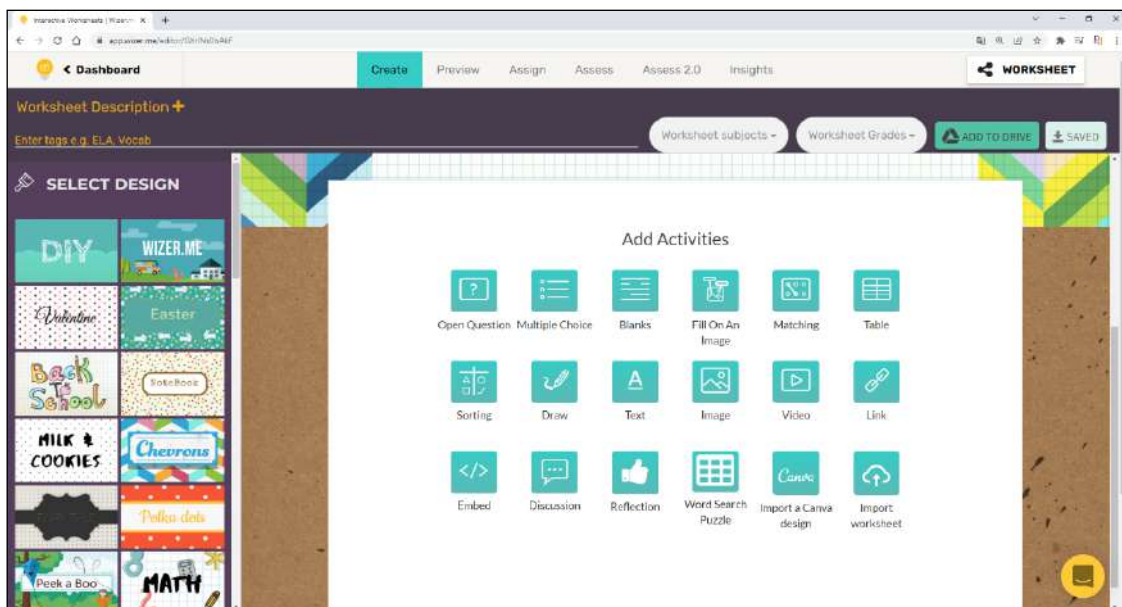 Interactive Worksheets | Wizer.m
< Dashboard
Create
Preview
Assign
Assess
Assess 2.0
Insights
WORKSHEET
Worksheet Description +
Enter tags e.g. ELA, Vocab
Worksheet subjects
Worksheet Grades
ADD TO DRIVE
SAVED
SELECT DESIGN
DIY
WIZER.ME
Valentine
Easter
Back To School
NoteBook
MILK & COOKIES
Chevrons
Polka dots
Peek a Boo
MATH
Add Activities
Open Question
Multiple Choice
Blanks
Fill On An
Image
Matching
Table
Sorting
Draw
Text
Image
Video
Link
Embed
Discussion
Reflection
Word Search
Puzzle
Canva
Import a Canva
design
Import
worksheet